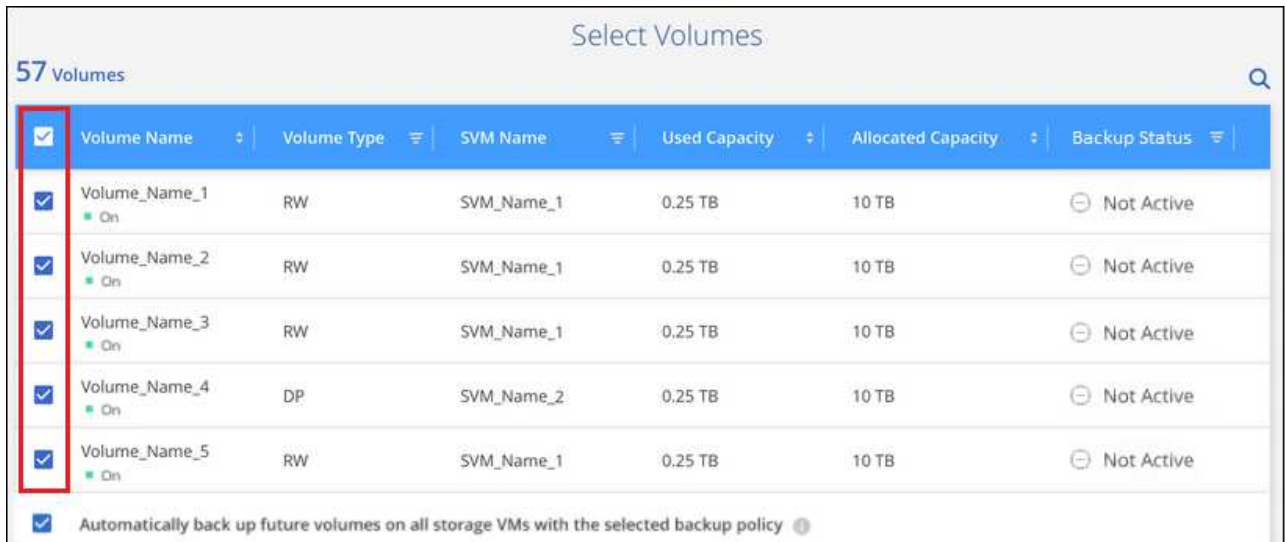 Select Volumes
57 Volumes
Volume Name Volume Type SVM Name Used Capacity Allocated Capacity Backup Status
Volume_Name_1 RW SVM_Name_1 0.25 TB 10 TB Not Active
On
Volume_Name_2 RW SVM_Name_1 0.25 TB 10 TB Not Active
On
Volume_Name_3 RW SVM_Name_1 0.25 TB 10 TB Not Active
On
Volume_Name_4 DP SVM_Name_2 0.25 TB 10 TB Not Active
On
Volume_Name_5 RW SVM_Name_1 0.25 TB 10 TB Not Active
On
Automatically back up future volumes on all storage VMs with the selected backup policy